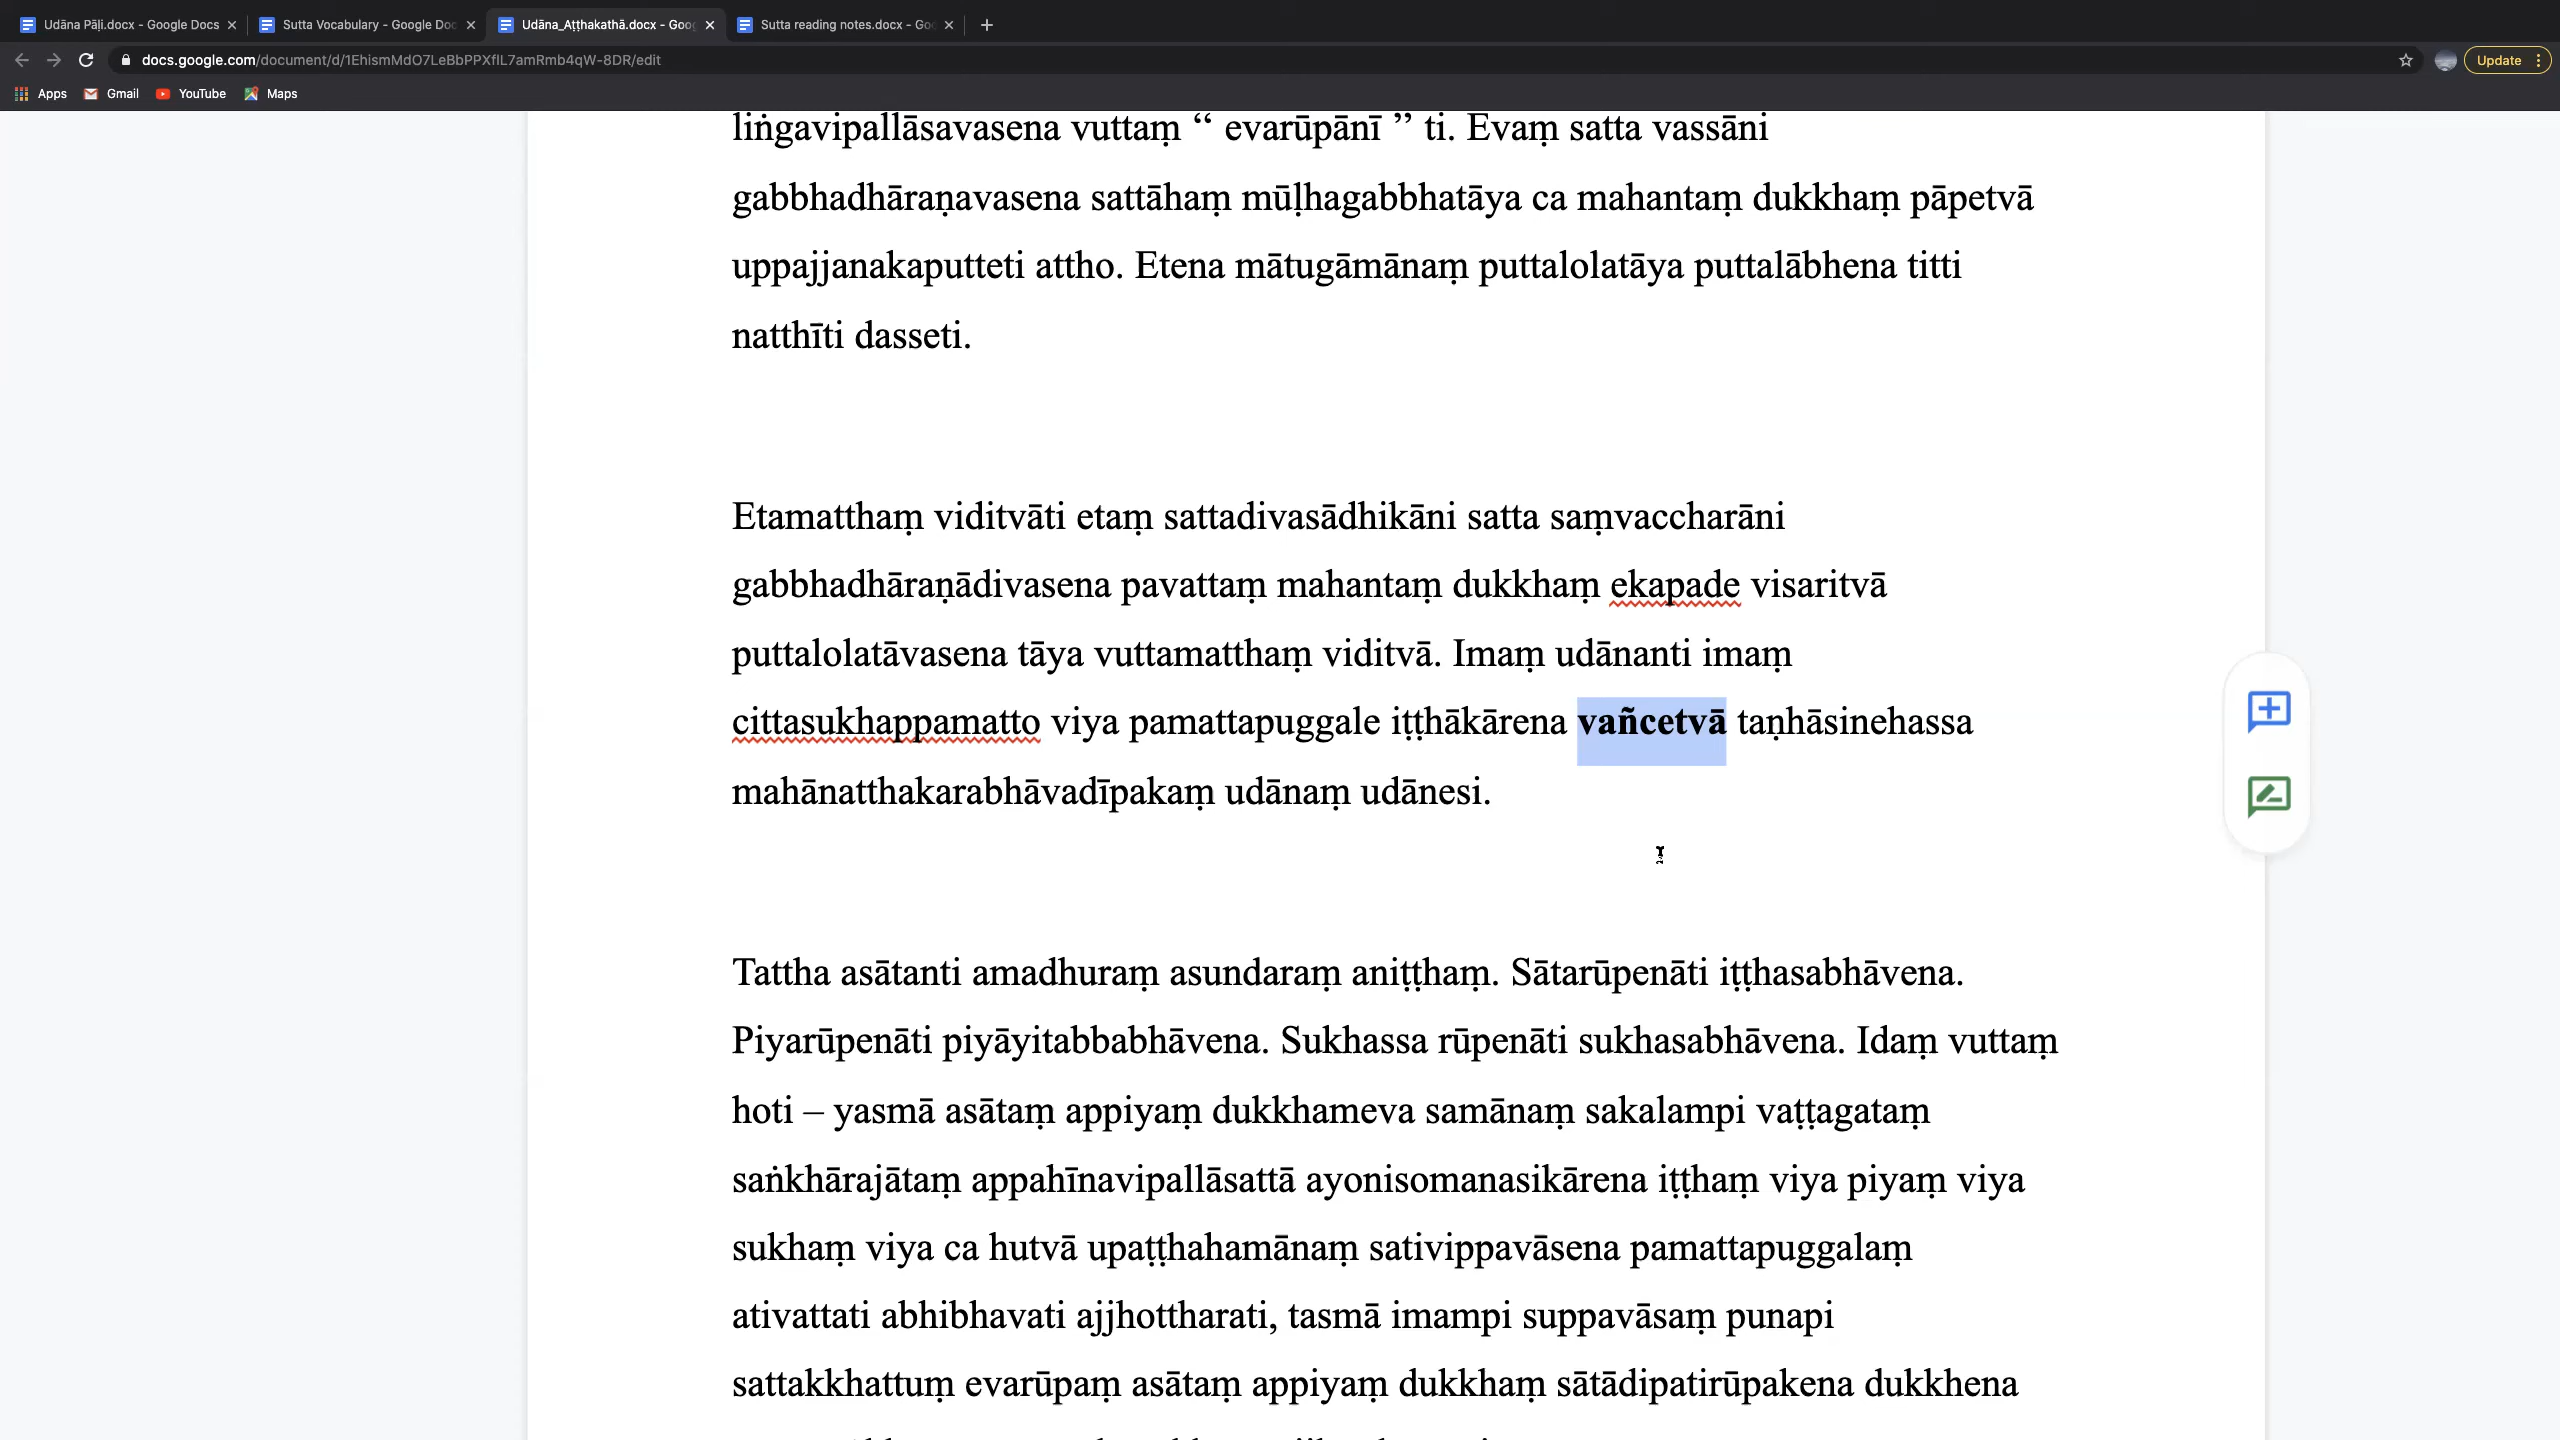 Udāna Pāḷi.docx - Google Docs
Sutta Vocabulary - Google Doc
Udāna_Aṭṭhakathā.docx - Goog
Sutta reading notes.docx - Go
docs.google.com/document/d/1EhismMdO7LeBbPPXflL7amRmb4qW-8DR/edit
Update
Apps
Gmail
YouTube
Maps
liṅgavipallāsavasena vuttaṃ “ evarūpānī ” ti. Evaṃ satta vassāni
gabbhadhāraṇavasena sattāhaṃ mūḷhagabbhatāya ca mahantaṃ dukkhaṃ pāpetvā
uppajjanakaputteti attho. Etena mātugāmānaṃ puttalolatāya puttalābhena titti
natthīti dasseti.
Etamatthaṃ viditvāti etaṃ sattadivasādhikāni satta saṃvaccharāni
gabbhadhāraṇādivasena pavattaṃ mahantaṃ dukkhaṃ ekapade visaritvā
puttalolatāvasena tāya vuttamatthaṃ viditvā. Imaṃ udānanti imaṃ
cittasukhappamatto viya pamattapuggale iṭṭhākārena vañcetvā taṇhāsinehassa
mahānatthakarabhāvadīpakaṃ udānaṃ udānesi.
Tattha asātanti amadhuraṃ asundaraṃ aniṭṭhaṃ. Sātarūpenāti iṭṭhasabhāvena.
Piyarūpenāti piyāyitabbabhāvena. Sukhassa rūpenāti sukhasabhāvena. Idaṃ vuttaṃ
hoti – yasmā asātaṃ appiyaṃ dukkhameva samānaṃ sakalampi vaṭṭagataṃ
saṅkhārajātaṃ appahīnavipallāsattā ayonisomanasikārena iṭṭhaṃ viya piyaṃ viya
sukhaṃ viya ca hutvā upaṭṭhahamānaṃ sativippavāsena pamattapuggalaṃ
ativattati abhibhavati ajjhottharati, tasmā imampi suppavāsaṃ punapi
sattakkhattuṃ evarūpaṃ asātaṃ appiyaṃ dukkhaṃ sātādipatirūpakena dukkhena